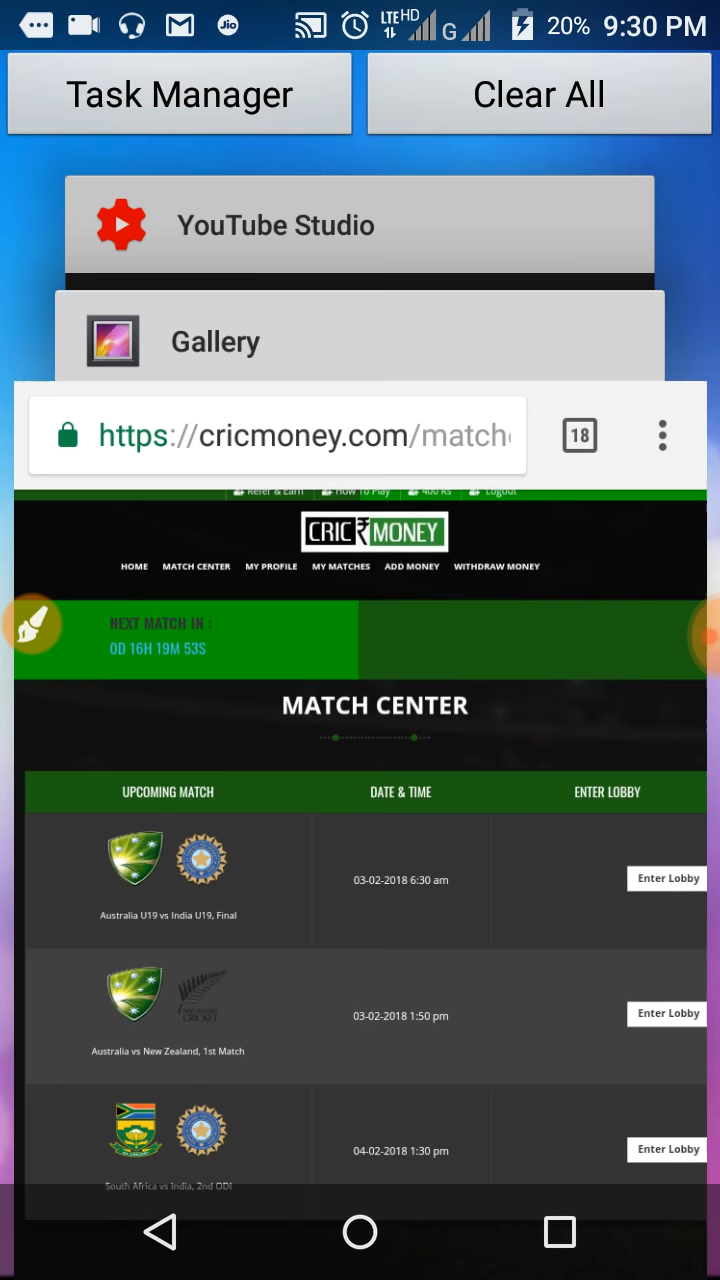 Jio
LTE HD
G
20% 9:30 PM
Task Manager
Clear All
YouTube Studio
Gallery
https://cricmoney.com/match
18
Refer & Earn
How To Play
400 Rs
Logout
CRIC₹MONEY
HOME MATCH CENTER MY PROFILE MY MATCHES ADD MONEY WITHDRAW MONEY
NEXT MATCH IN :
0D 16H 19M 53S
MATCH CENTER
UPCOMING MATCH DATE & TIME ENTER LOBBY
03-02-2018 6:30 am
Enter Lobby
Australia U19 vs India U19, Final
CRICKET
03-02-2018 1:50 pm
Enter Lobby
Australia vs New Zealand, 1st Match
04-02-2018 1:30 pm
Enter Lobby
South Africa vs India, 2nd ODI